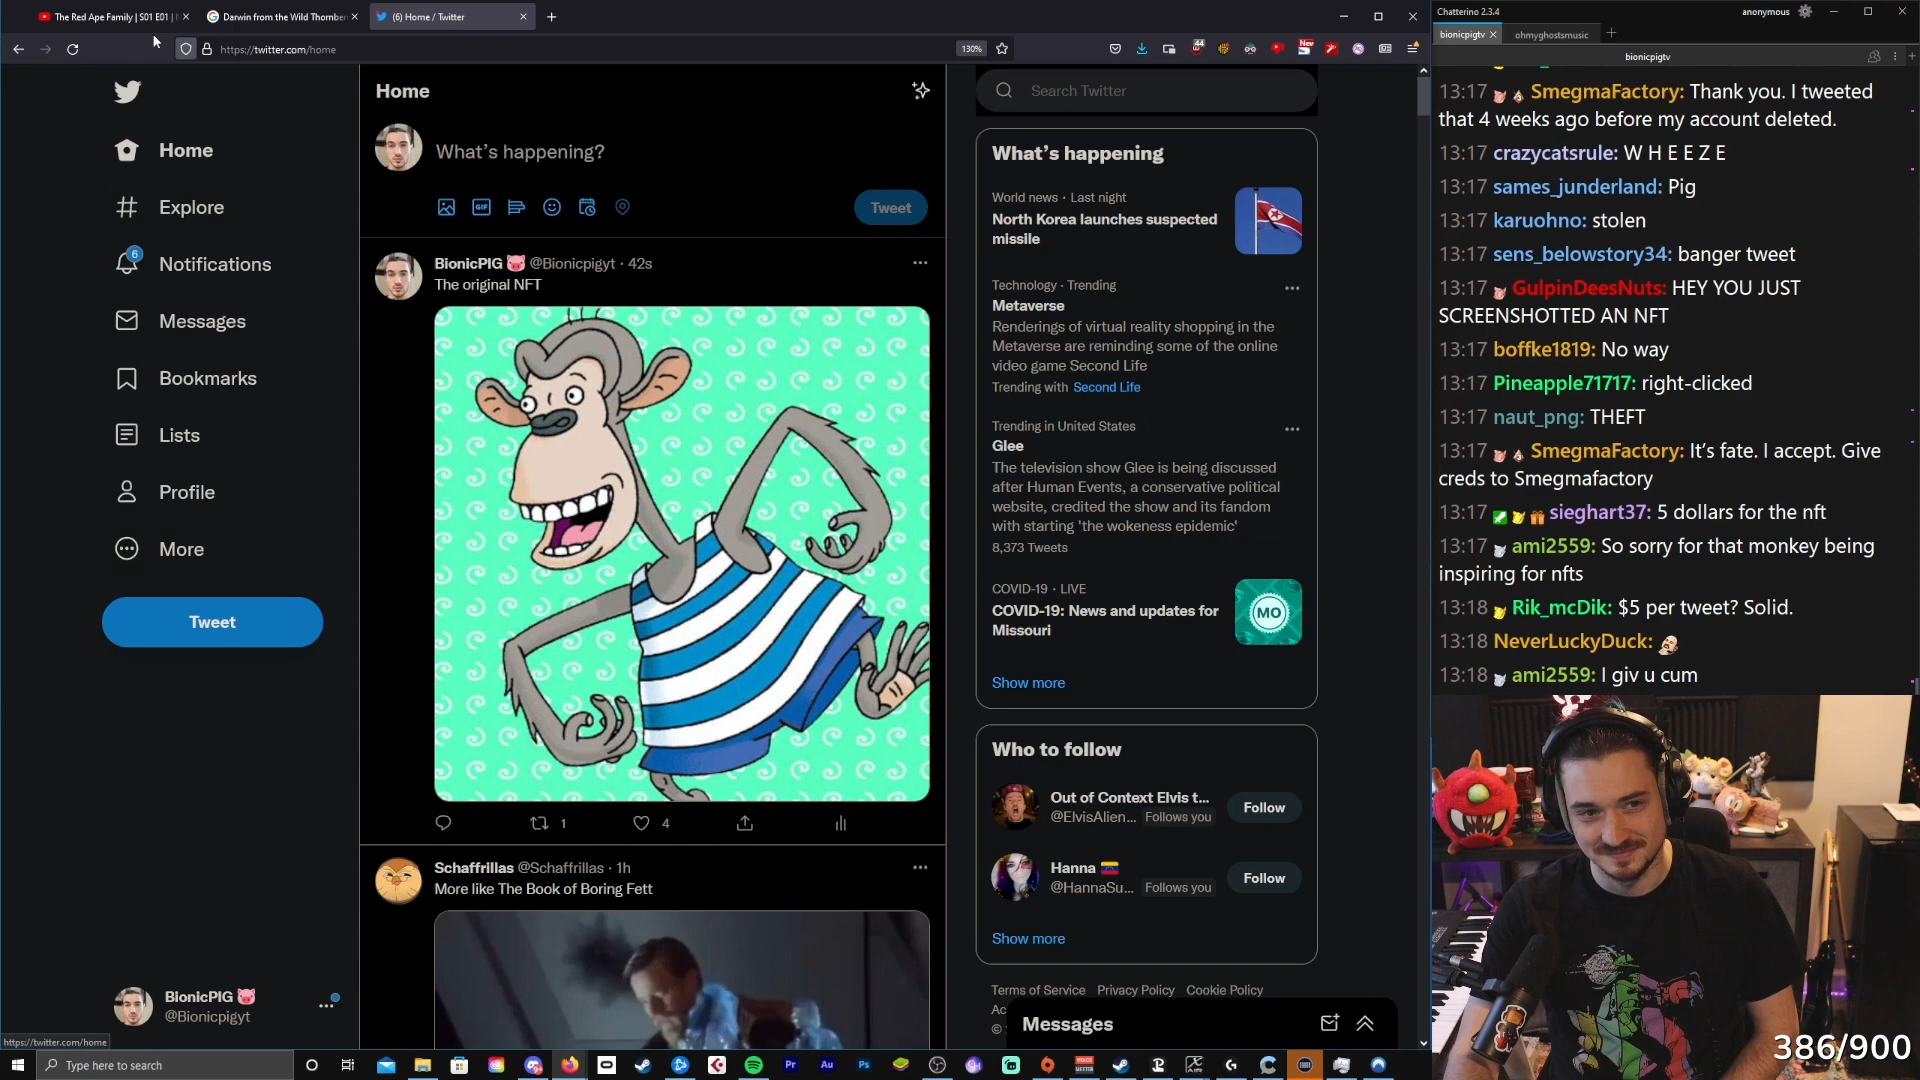 The Red Ape Family | S01 E01 |
Darwin from the Wild Thornber
(6) Home / Twitter
https://twitter.com/home
130%
44
New
Home
Explore
6
Notifications
Messages
Bookmarks
Lists
Profile
More
Tweet
BionicPIG
@Bionicpigyt
https://twitter.com/home
Home
What's happening?
GIF
Tweet
BionicPIG @Bionicpigyt · 42s
The original NFT
1
4
Schaffrillas @Schaffrillas · 1h
More like The Book of Boring Fett
Search Twitter
What's happening
World news · Last night
North Korea launches suspected
missile
Technology · Trending
Metaverse
Renderings of virtual reality shopping in the
Metaverse are reminding some of the online
video game Second Life
Trending with Second Life
Trending in United States
Glee
The television show Glee is being discussed
after Human Events, a conservative political
website, credited the show and its fandom
with starting 'the wokeness epidemic'
8,373 Tweets
COVID-19 · LIVE
COVID-19: News and updates for
Missouri
MO
Show more
Who to follow
Out of Context Elvis t...
@ElvisAlien... Follows you
Follow
Hanna
@HannaSu... Follows you
Follow
Show more
Terms of Service Privacy Policy Cookie Policy
Messages
Type here to search
Pr
Au
Ps
Chatterino 2.3.4
anonymous
bionicpigtv
ohmyghostsmusic
bionicpigtv
13:17 SmegmaFactory: Thank you. I tweeted
that 4 weeks ago before my account deleted.
13:17 crazycatsrule: W H E E Z E
13:17 sames_junderland: Pig
13:17 karuohno: stolen
13:17 sens_belowstory34: banger tweet
13:17 GulpinDeesNuts: HEY YOU JUST
SCREENSHOTTED AN NFT
13:17 boffke1819: No way
13:17 Pineapple71717: right-clicked
13:17 naut_png: THEFT
13:17 SmegmaFactory: It's fate. I accept. Give
creds to Smegmafactory
13:17 sieghart37: 5 dollars for the nft
13:17 ami2559: So sorry for that monkey being
inspiring for nfts
13:18 Rik_mcDik: $5 per tweet? Solid.
13:18 NeverLuckyDuck:
13:18 ami2559: I giv u cum
386/900